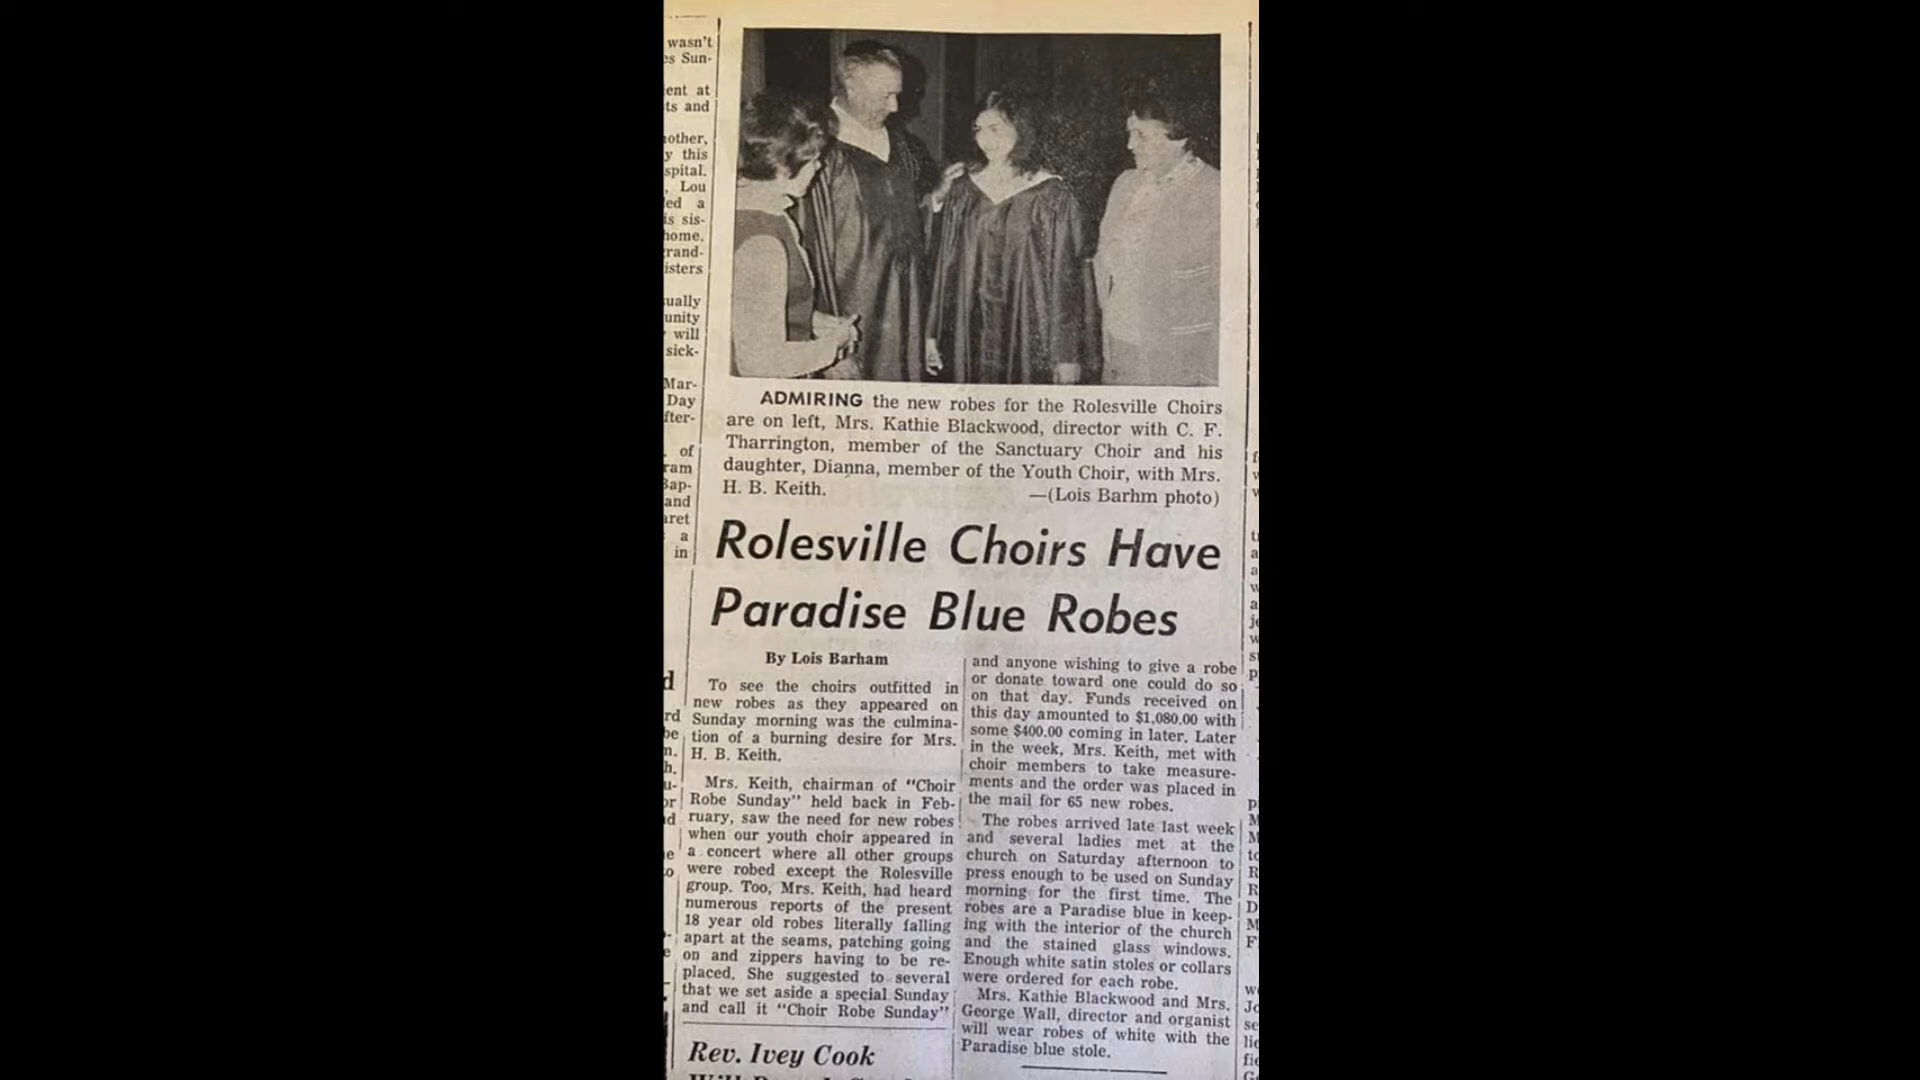 wasn't
es Sun-
ent at
ts and
other,
y this
spital.
, Lou
ed a
is sis-
home.
rand-
isters
ually
unity
will
sick-
Mar-
Day
fter-
of
ram
Bap-
and
aret
a
in
ADMIRING the new robes for the Rolesville Choirs
are on left, Mrs. Kathie Blackwood, director with C. F.
Tharrington, member of the Sanctuary Choir and his
daughter, Dianna, member of the Youth Choir, with Mrs.
H. B. Keith. —(Lois Barhm photo)
Rolesville Choirs Have
Paradise Blue Robes
By Lois Barham
To see the choirs outfitted in
new robes as they appeared on
Sunday morning was the culmina-
tion of a burning desire for Mrs.
H. B. Keith.
Mrs. Keith, chairman of "Choir
Robe Sunday" held back in Feb-
ruary, saw the need for new robes
when our youth choir appeared in
a concert where all other groups
were robed except the Rolesville
group. Too, Mrs. Keith, had heard
numerous reports of the present
18 year old robes literally falling
apart at the seams, patching going
on and zippers having to be re-
placed. She suggested to several
that we set aside a special Sunday
and call it "Choir Robe Sunday"
and anyone wishing to give a robe
or donate toward one could do so
on that day. Funds received on
this day amounted to $1,080.00 with
some $400.00 coming in later. Later
in the week, Mrs. Keith, met with
choir members to take measure-
ments and the order was placed in
the mail for 65 new robes.
The robes arrived late last week
and several ladies met at the
church on Saturday afternoon to
press enough to be used on Sunday
morning for the first time. The
robes are a Paradise blue in keep-
ing with the interior of the church
and the stained glass windows.
Enough white satin stoles or collars
were ordered for each robe.
Mrs. Kathie Blackwood and Mrs.
George Wall, director and organist
will wear robes of white with the
Paradise blue stole.
Rev. Ivey Cook